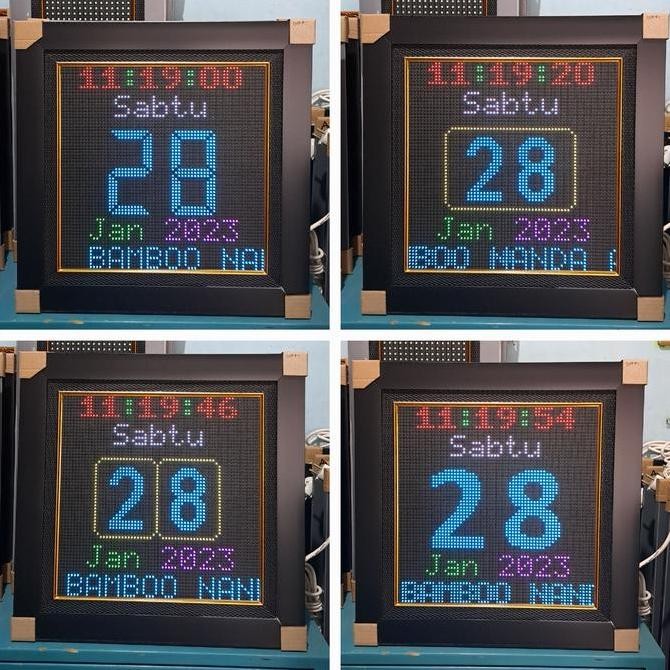 11:19:00
Sabtu
28
Jan 2023
BAMBOO NAN
11:19:20
Sabtu
28
Jan 2023
BOO MANDA
11:19:46
Sabtu
28
Jan 2023
BAMBOO NAN
11:19:54
Sabtu
28
Jan 2023
BAMBOO NAN